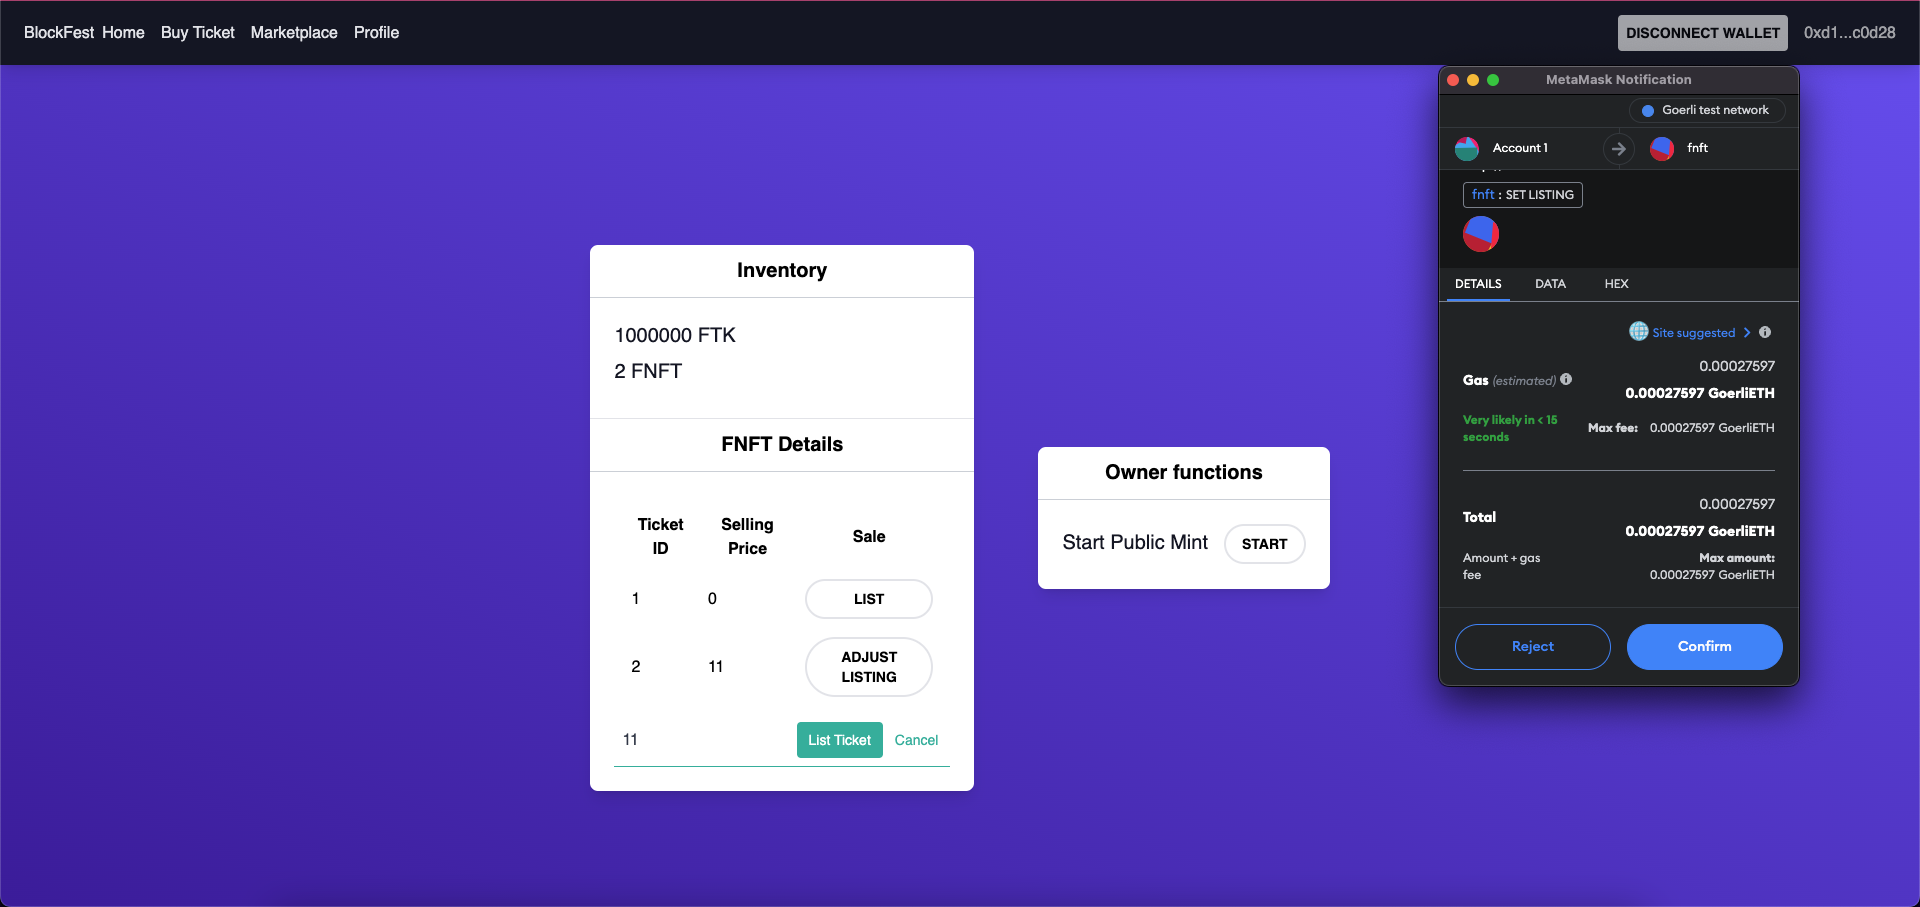 BlockFest Home Buy Ticket Marketplace Profile
DISCONNECT WALLET 0xd1...c0d28
Inventory
1000000 FTK
2 FNFT
FNFT Details
Ticket ID Selling Price Sale
1 0 LIST
2 11 ADJUST LISTING
11 List Ticket Cancel
Owner functions
Start Public Mint START
MetaMask Notification
Goerli test network
Account 1 fnft
fnft : SET LISTING
DETAILS DATA HEX
Site suggested
0.00027597
Gas (estimated) 0.00027597 GoerliETH
Very likely in < 15 seconds Max fee: 0.00027597 GoerliETH
0.00027597
Total 0.00027597 GoerliETH
Amount + gas fee Max amount: 0.00027597 GoerliETH
Reject Confirm